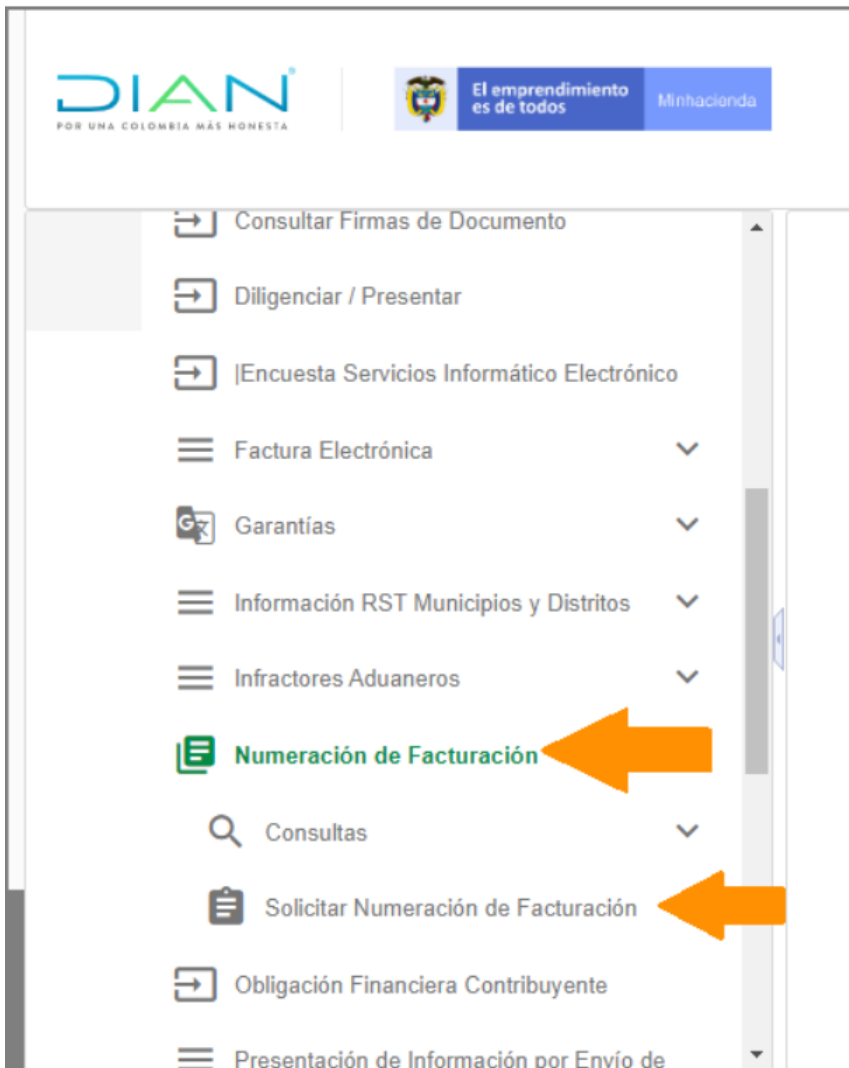 DIAN
POR UNA COLOMBIA MÁS HONESTA
El emprendimiento
es de todos
Minhacienda
Consultar Firmas de Documento
Diligenciar / Presentar
|Encuesta Servicios Informático Electrónico
Factura Electrónica
Garantías
Información RST Municipios y Distritos
Infractores Aduaneros
Numeración de Facturación
Consultas
Solicitar Numeración de Facturación
Obligación Financiera Contribuyente
Presentación de Información por Envío de